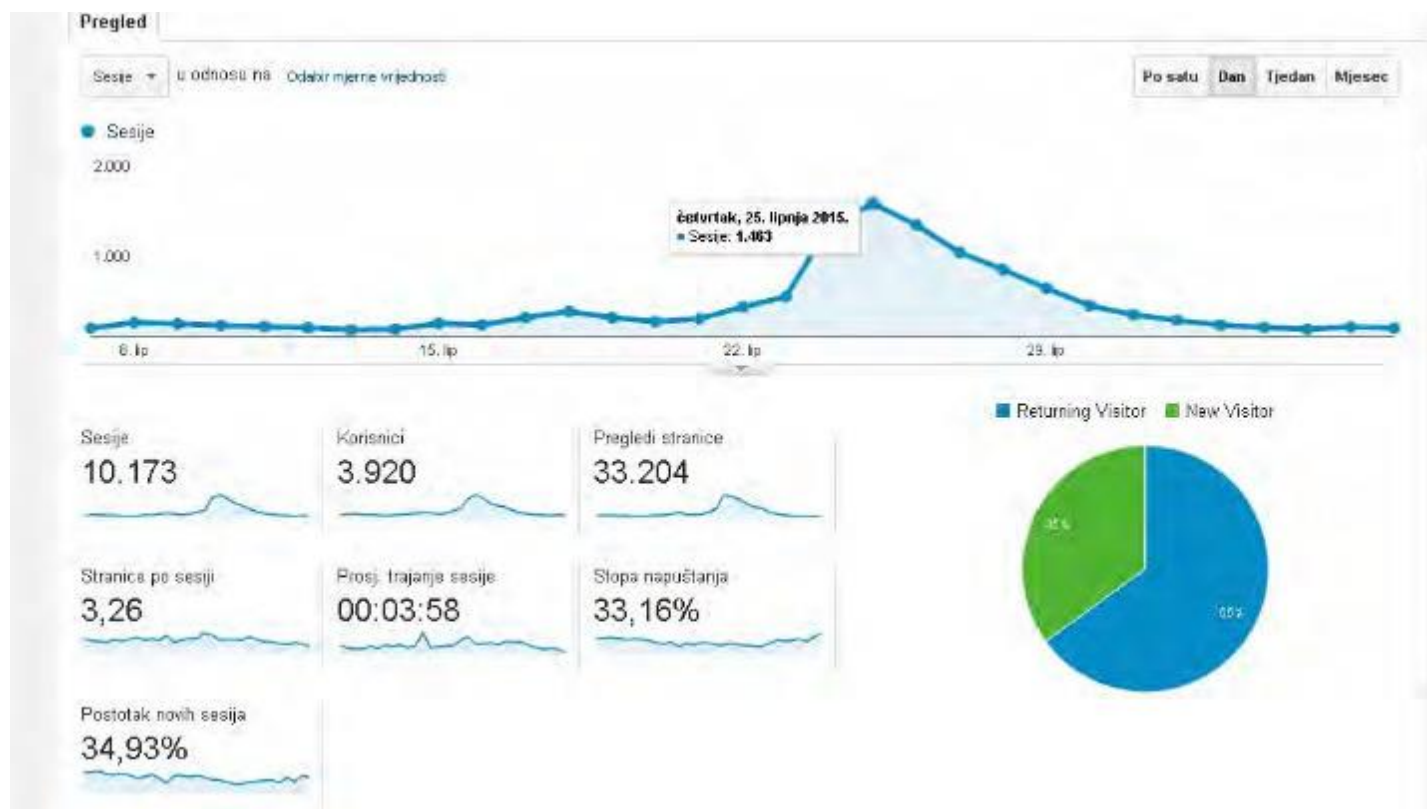 Pregled
Sesije u odnosu na Odabir mjerne vrijednosti
Po satu Dan Tjedan Mjesec
Sesije
2.000
četvrtak, 25. lipnja 2015.
Sesije: 1.463
1.000
8. lip 15. lip 22. lip 29. lip
Returning Visitor New Visitor
Sesije Korisnici Pregledi stranice
10.173 3.920 33.204
35%
Stranice po sesiji Prosj. trajanje sesije Stopa napuštanja
3,26 00:03:58 33,16%
Postotak novih sesija
34,93%